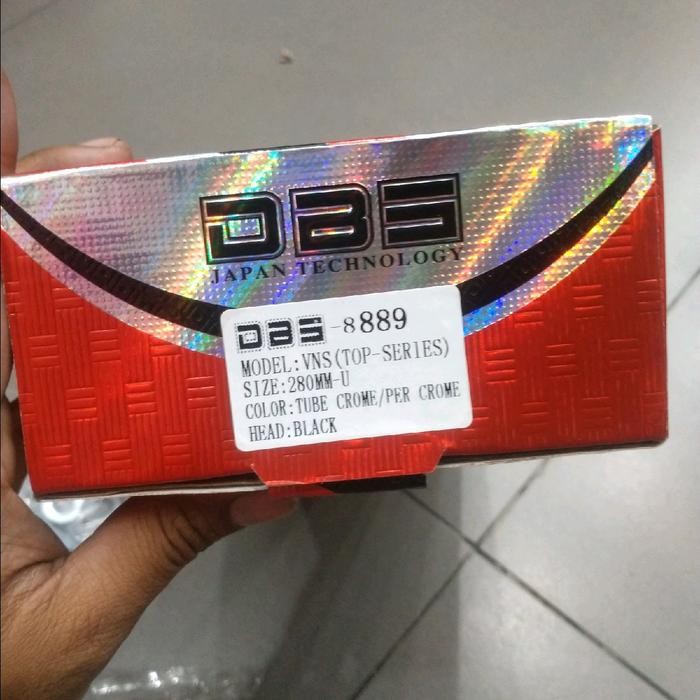 DBS
JAPAN TECHNOLOGY
DBS-8889
MODEL:VNS(TOP-SERIES)
SIZE:280MM-U
COLOR:TUBE CROME/PER CROME
HEAD:BLACK